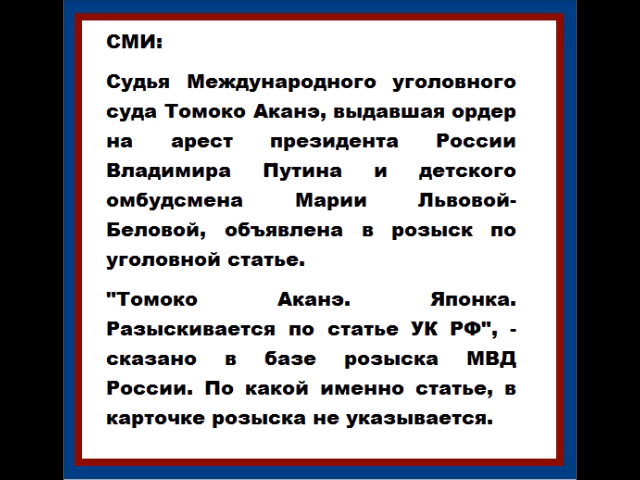 СМИ:
Судья Международного уголовного
суда Томоко Аканэ, выдавшая ордер
на арест президента России
Владимира Путина и детского
омбудсмена Марии Львовой-
Беловой, объявлена в розыск по
уголовной статье.
"Томоко Аканэ. Японка.
Разыскивается по статье УК РФ", -
сказано в базе розыска МВД
России. По какой именно статье, в
карточке розыска не указывается.